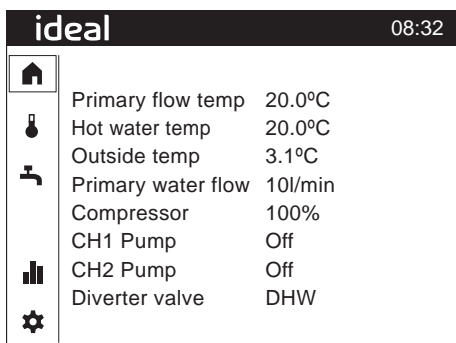 ideal 08:32
Primary flow temp 20.0ºC
Hot water temp 20.0ºC
Outside temp 3.1ºC
Primary water flow 10l/min
Compressor 100%
CH1 Pump Off
CH2 Pump Off
Diverter valve DHW